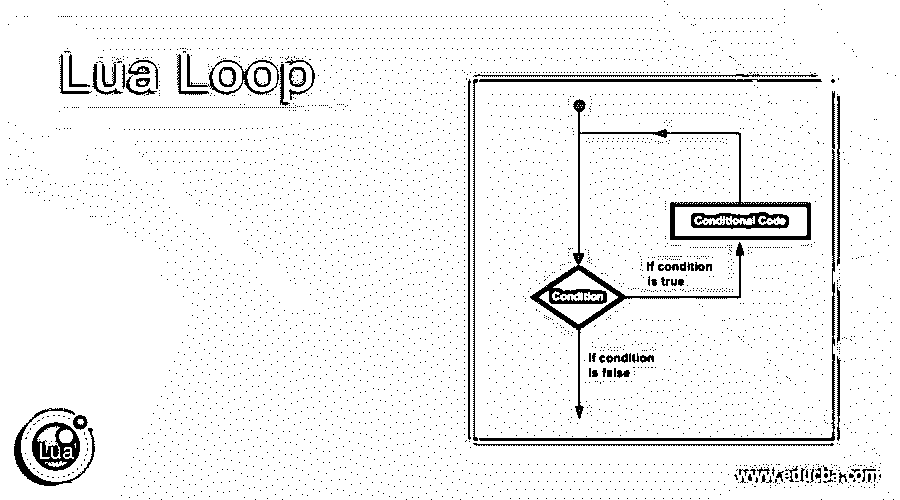 Lua Loop
Conditional Code
If condition
is true
Condition
If condition
is false
Lua
www.educba.com